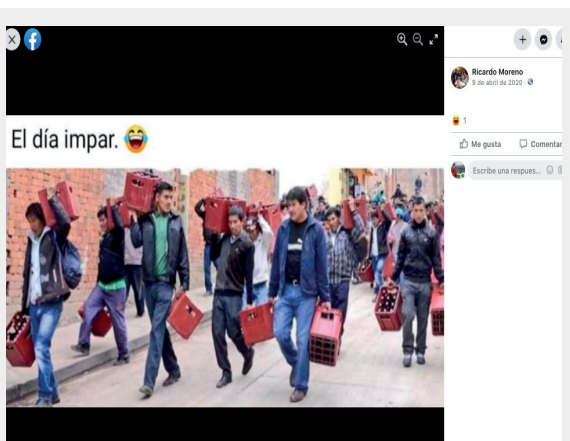 Ricardo Moreno
9 de abril de 2020 ·
El día impar. 😂
1
Me gusta
Comentar
Escribe una respues...